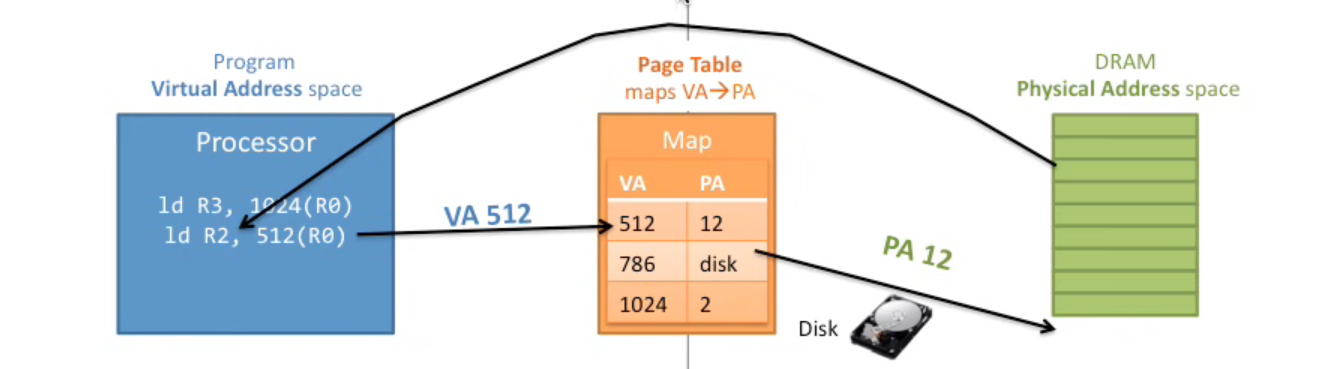 Program
Virtual Address space
Processor
ld R3, 1024(R0)
ld R2, 512(R0)
VA 512
Page Table
maps VA→PA
Map
VA PA
512 12
786 disk
1024 2
PA 12
Disk
DRAM
Physical Address space